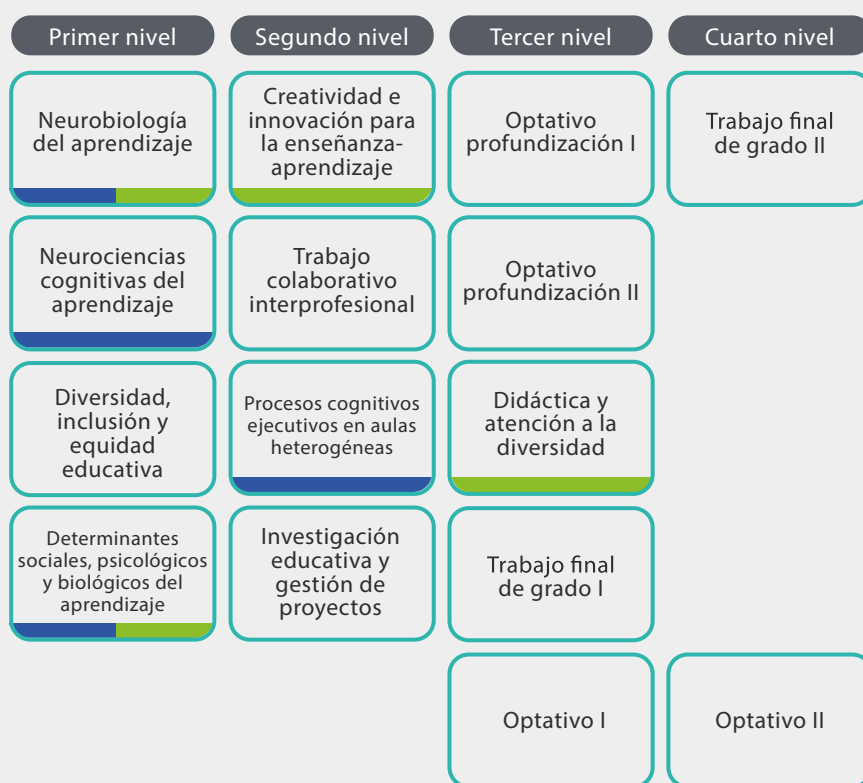 Primer nivel
Segundo nivel
Tercer nivel
Cuarto nivel
Neurobiología
del aprendizaje
Creatividad e
innovación para
la enseñanza-
aprendizaje
Optativo
profundización I
Trabajo final
de grado II
Neurociencias
cognitivas del
aprendizaje
Trabajo
colaborativo
interprofesional
Optativo
profundización II
Diversidad,
inclusión y
equidad
educativa
Procesos cognitivos
ejecutivos en aulas
heterogéneas
Didáctica y
atención a la
diversidad
Determinantes
sociales, psicológicos
y biológicos del
aprendizaje
Investigación
educativa y
gestión de
proyectos
Trabajo final
de grado I
Optativo I
Optativo II